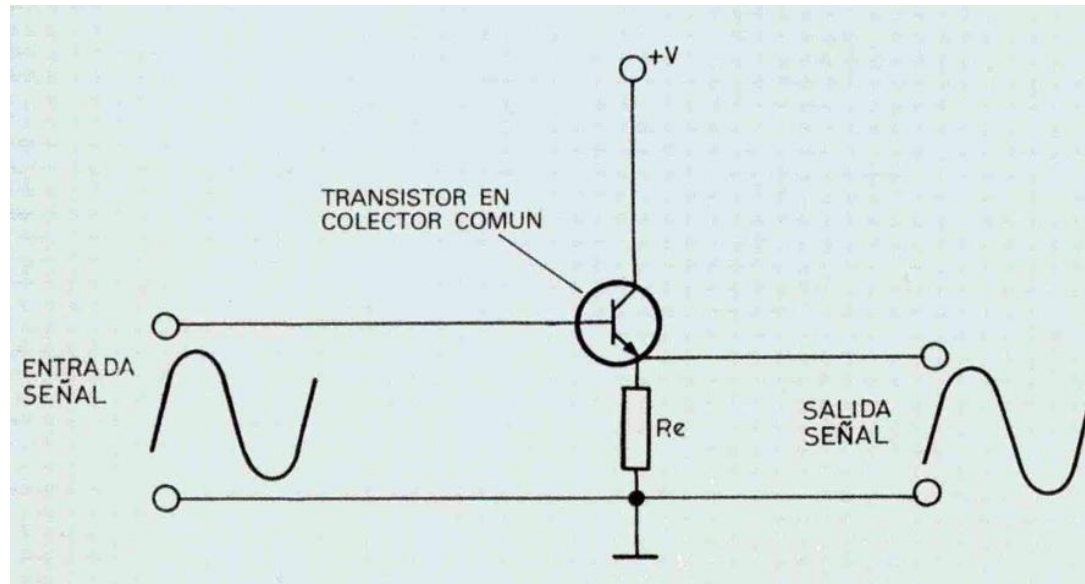 +V
TRANSISTOR EN
COLECTOR COMUN
ENTRADA
SEÑAL
Re
SALIDA
SEÑAL